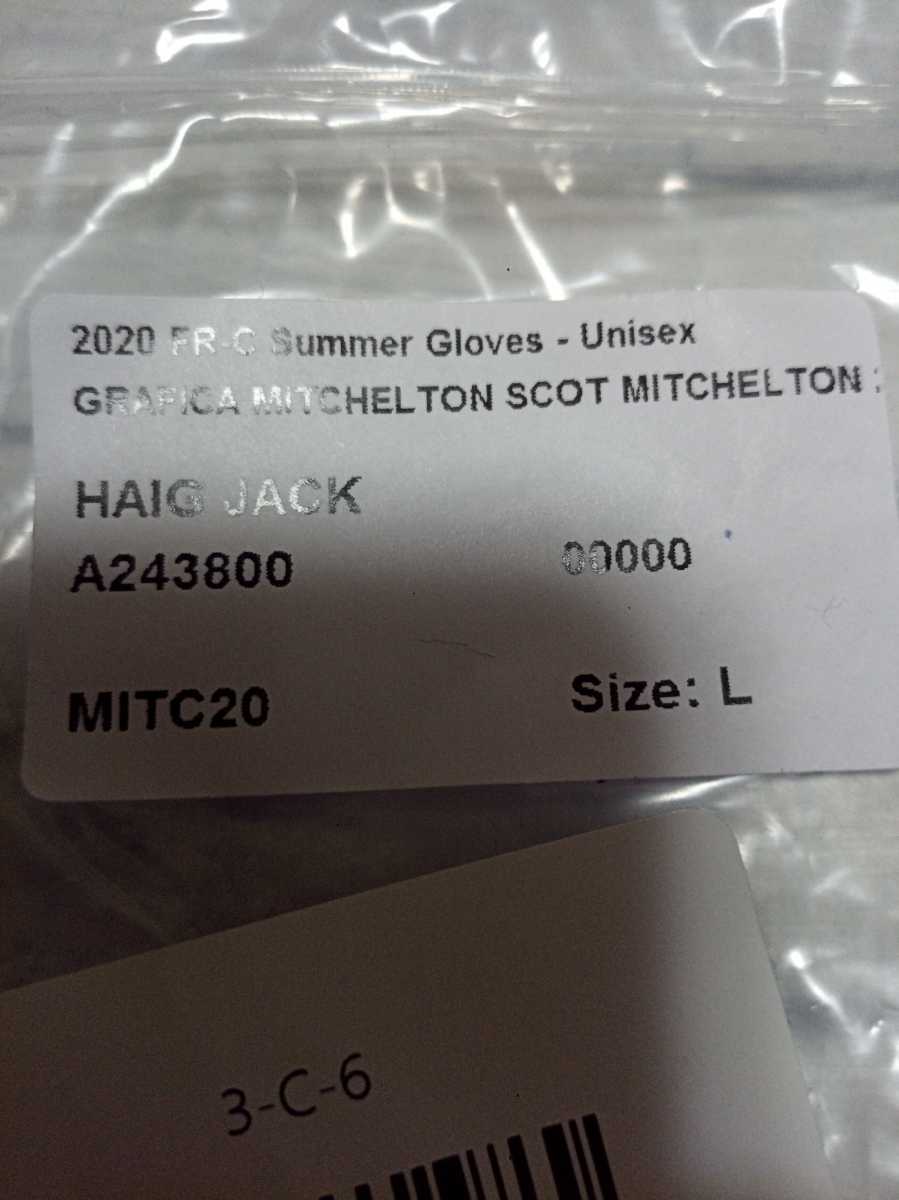 2020 FR-C Summer Gloves - Unisex
GRAFICA MITCHELTON SCOT MITCHELTON :
HAIG JACK
A243800 00000
MITC20 Size: L
3-C-6